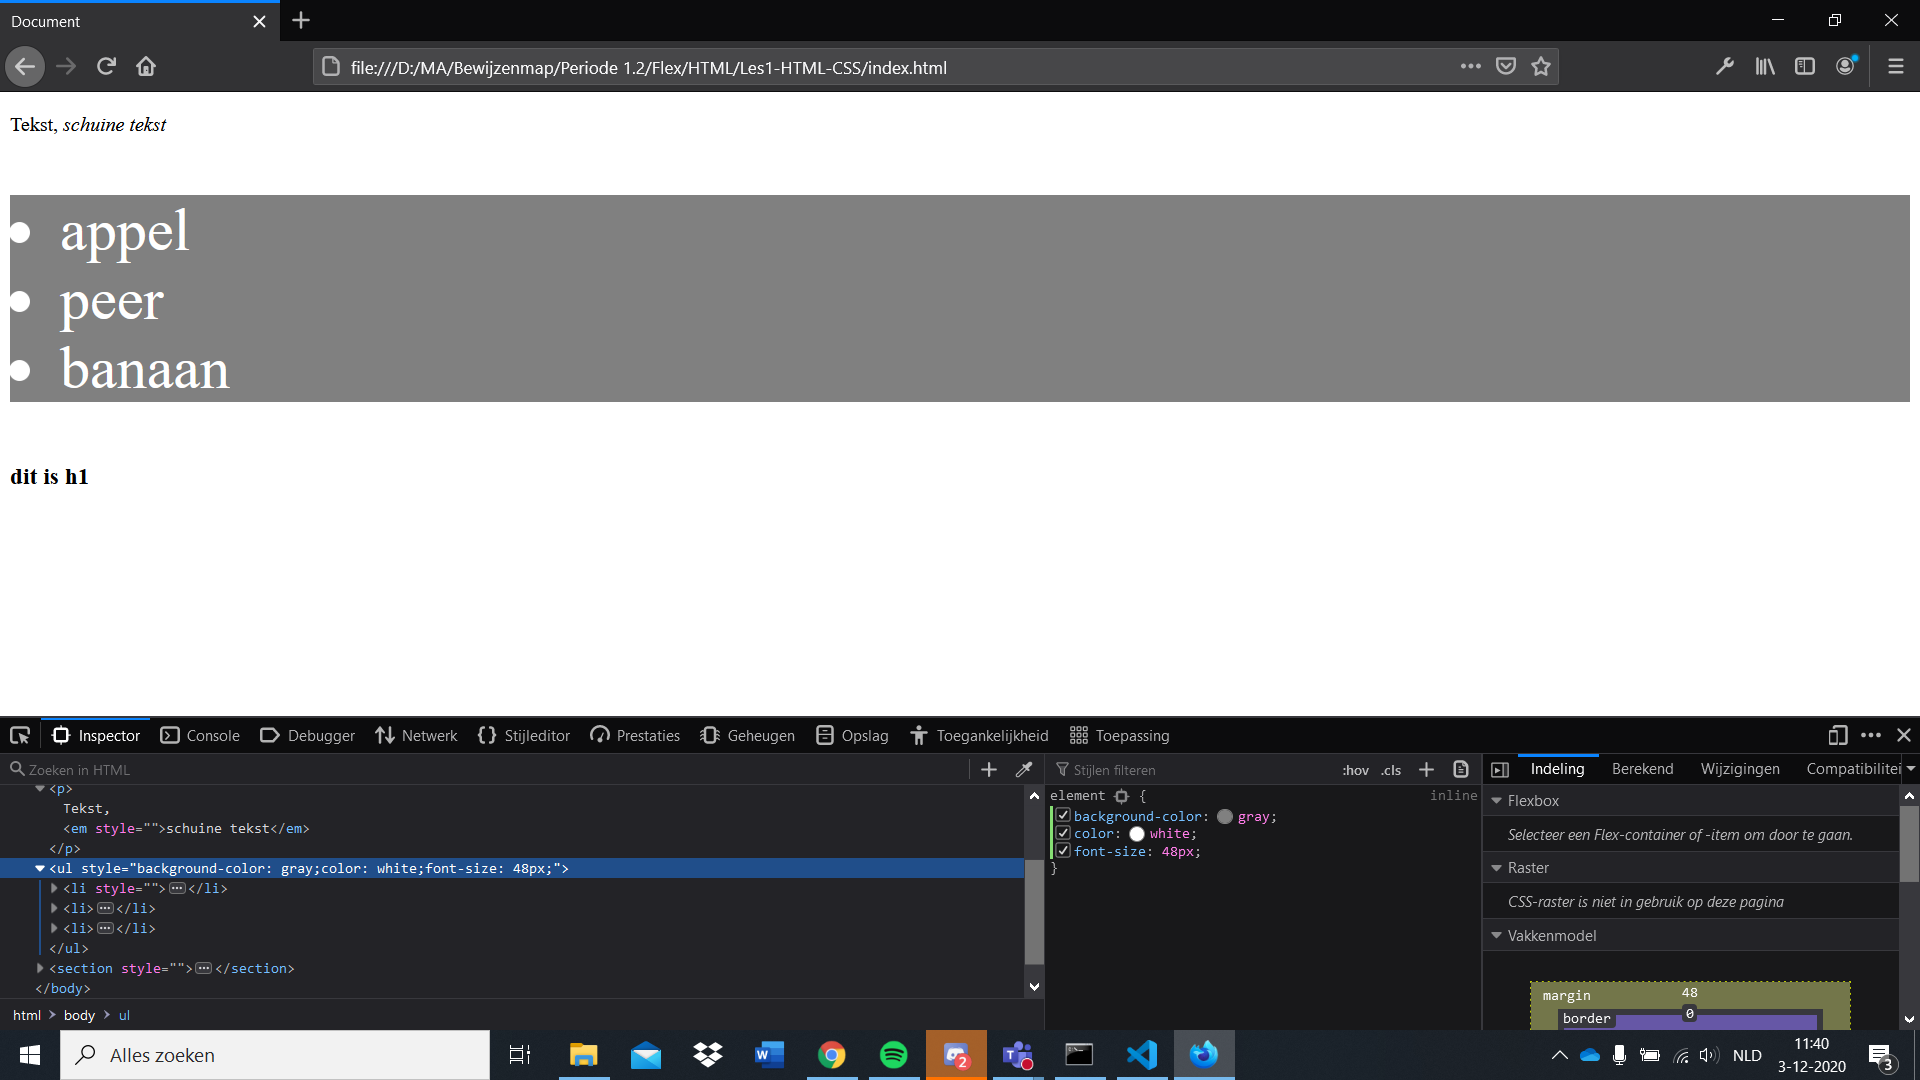 Document
file:///D:/MA/Bewijzenmap/Periode 1.2/Flex/HTML/Les1-HTML-CSS/index.html
Tekst, schuine tekst
appel
peer
banaan
dit is h1
Inspector Console Debugger Netwerk Stijleditor Prestaties Geheugen Opslag Toegankelijkheid Toepassing
Zoeken in HTML
<p>
Tekst,
<em style="">schuine tekst</em>
</p>
<ul style="background-color: gray;color: white;font-size: 48px;">
<li style=""> ••• </li>
<li> ••• </li>
<li> ••• </li>
</ul>
<section style=""> ••• </section>
</body>
html > body > ul
Stijlen filteren :hov .cls
element { inline
background-color: gray;
color: white;
font-size: 48px;
}
Indeling Berekend Wijzigingen Compatibilitei
Flexbox
Selecteer een Flex-container of -item om door te gaan.
Raster
CSS-raster is niet in gebruik op deze pagina
Vakkenmodel
margin 48
border 0
Alles zoeken
2
NLD
11:40
3-12-2020
3